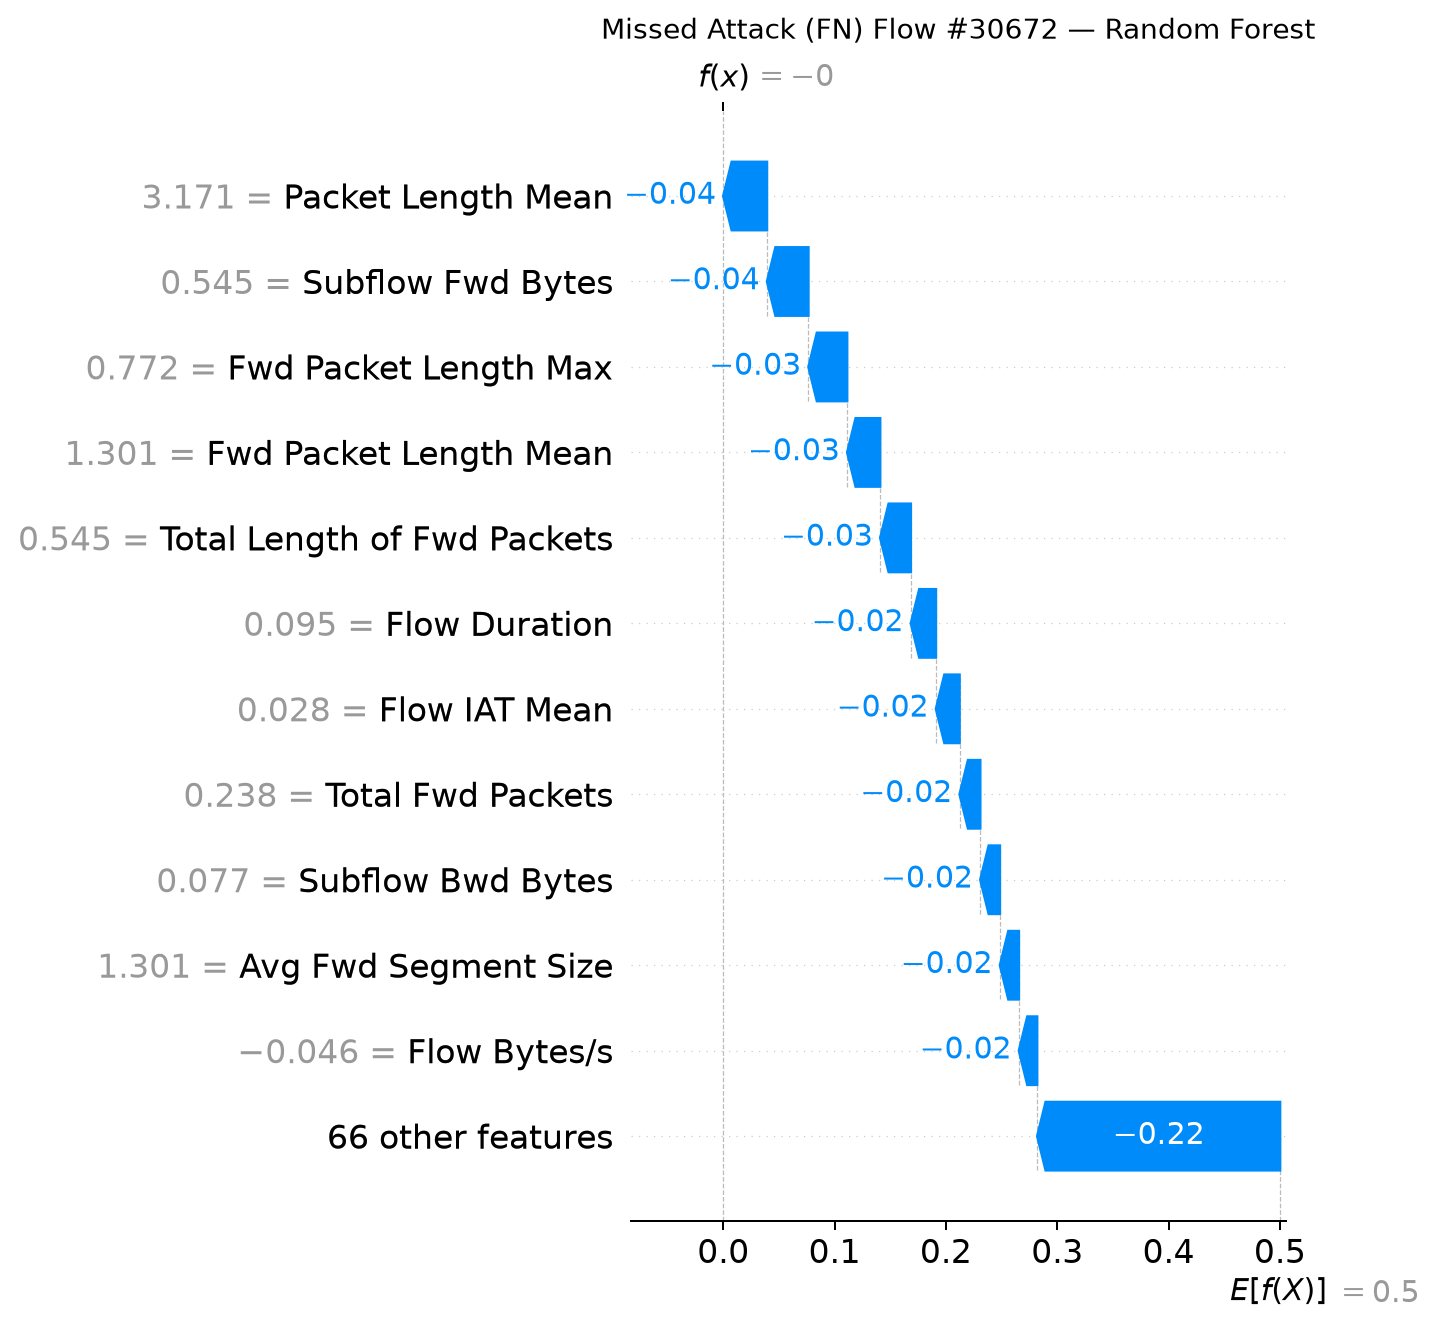 Missed Attack (FN) Flow #30672 — Random Forest
f(x) = −0
3.171 = Packet Length Mean −0.04
0.545 = Subflow Fwd Bytes −0.04
0.772 = Fwd Packet Length Max −0.03
1.301 = Fwd Packet Length Mean −0.03
0.545 = Total Length of Fwd Packets −0.03
0.095 = Flow Duration −0.02
0.028 = Flow IAT Mean −0.02
0.238 = Total Fwd Packets −0.02
0.077 = Subflow Bwd Bytes −0.02
1.301 = Avg Fwd Segment Size −0.02
−0.046 = Flow Bytes/s −0.02
66 other features −0.22
0.0 0.1 0.2 0.3 0.4 0.5
E[f(X)] = 0.5